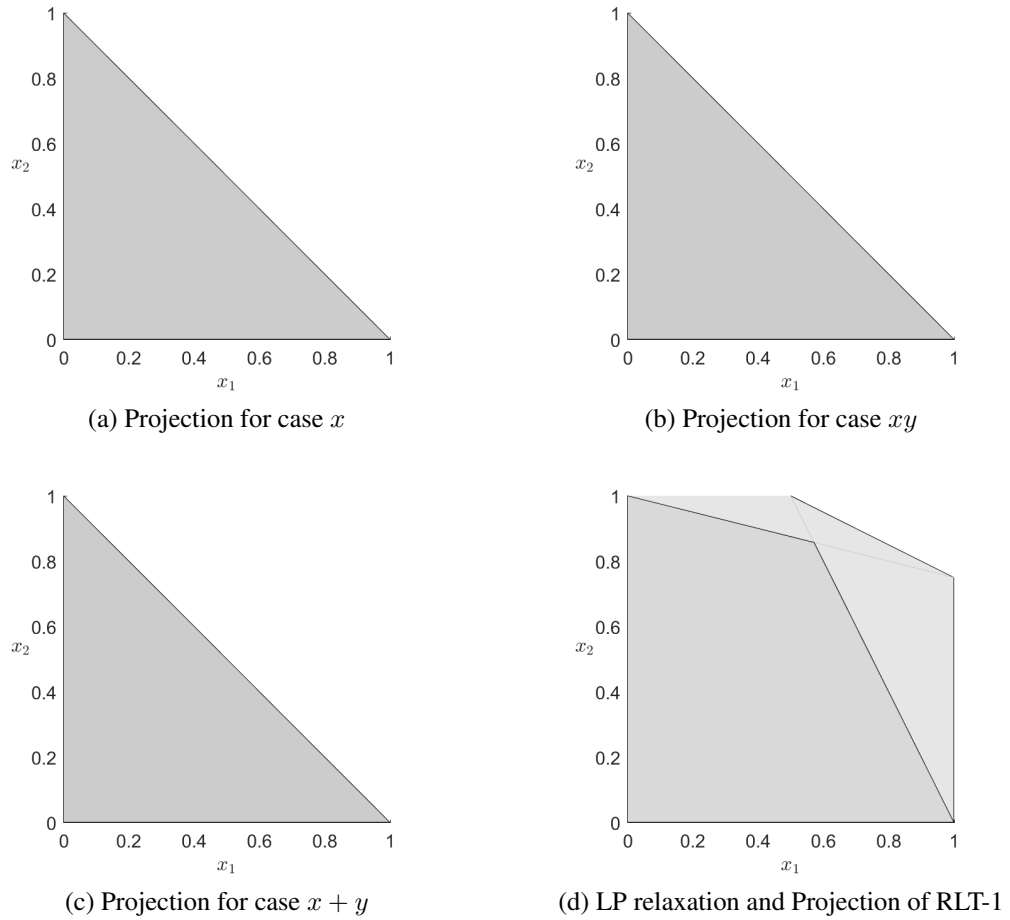 1
0.8
0.6
x₂
0.4
0.2
0
0 0.2 0.4 0.6 0.8 1
x₁
(a) Projection for case x
1
0.8
0.6
x₂
0.4
0.2
0
0 0.2 0.4 0.6 0.8 1
x₁
(b) Projection for case xy
1
0.8
0.6
x₂
0.4
0.2
0
0 0.2 0.4 0.6 0.8 1
x₁
(c) Projection for case x + y
1
0.8
0.6
x₂
0.4
0.2
0
0 0.2 0.4 0.6 0.8 1
x₁
(d) LP relaxation and Projection of RLT-1